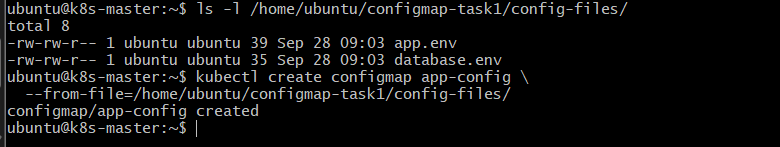 ubuntu@k8s-master:~$ ls -l /home/ubuntu/configmap-task1/config-files/
total 8
-rw-rw-r-- 1 ubuntu ubuntu 39 Sep 28 09:03 app.env
-rw-rw-r-- 1 ubuntu ubuntu 35 Sep 28 09:03 database.env
ubuntu@k8s-master:~$ kubectl create configmap app-config \
  --from-file=/home/ubuntu/configmap-task1/config-files/
configmap/app-config created
ubuntu@k8s-master:~$